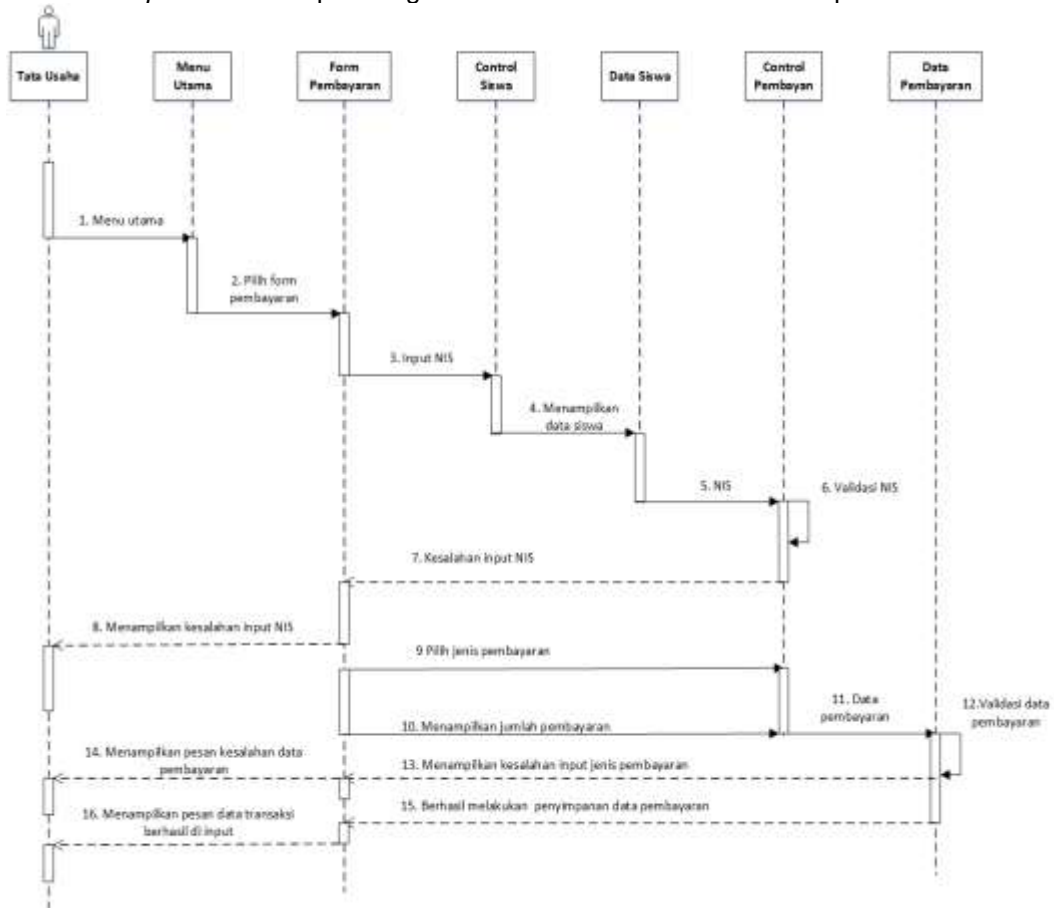 Tata Usaha
Menu
Utama
Form
Pembayaran
Control
Siswa
Data Siswa
Control
Pembayan
Data
Pembayaran
1. Menu utama
2. Pilih form
pembayaran
3. Input NIS
4. Menampilkan
data siswa
5. NIS
6. Validasi NIS
7. Kesalahan input NIS
8. Menampilkan kesalahan input NIS
9 Pilih jenis pembayaran
10. Menampilkan jumlah pembayaran
11. Data
pembayaran
12.Validasi data
pembayaran
13. Menampilkan kesalahan input jenis pembayaran
14. Menampilkan pesan kesalahan data
pembayaran
15. Berhasil melakukan penyimpanan data pembayaran
16. Menampilkan pesan data transaksi
berhasil di input